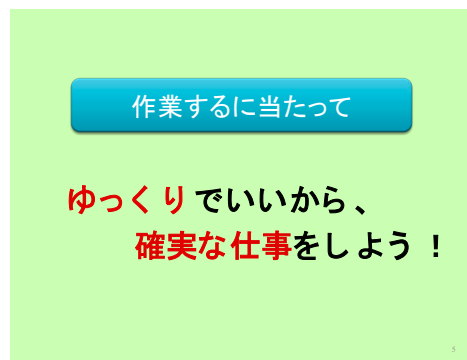 作業するに当たって
ゆっくりでいいから、
確実な仕事をしよう！
5